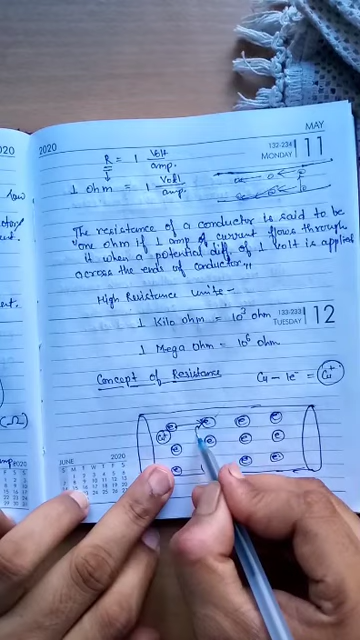 2020
MAY
132-234
MONDAY 11
R = 1 Volt/amp.
1 ohm = 1 Volt/amp.
The resistance of a conductor is said to be
"one ohm if 1 amp of current flows through
it when a potential diff of 1 volt is applied
across the ends of conductor,,
High Resistance units -
133-233
TUESDAY 12
1 Kilo ohm = 10³ ohm
1 Mega ohm = 10⁶ ohm
Concept of Resistance
Cu - 1e⁻ = Cu⁺
e⁻ e⁻ e⁻ e⁻
Cu⁺ e⁻ e⁻ e⁻
e⁻ e⁻ e⁻
(Ω)
JUNE 2020
S M T W T F S